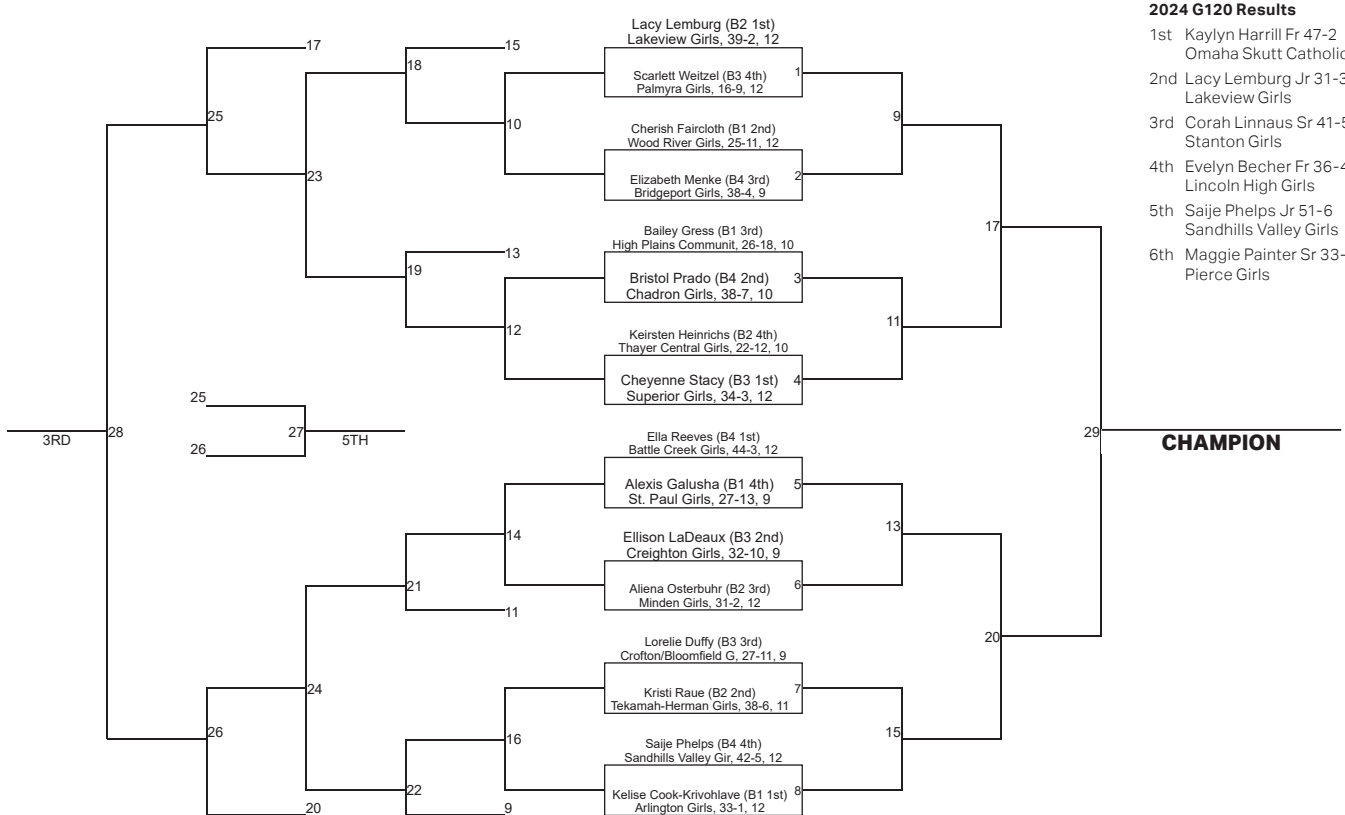 2024 G120 Results
1st Kaylyn Harrill Fr 47-2
Omaha Skutt Catholic
2nd Lacy Lemburg Jr 31-3
Lakeview Girls
3rd Corah Linnaus Sr 41-5
Stanton Girls
4th Evelyn Becher Fr 36-4
Lincoln High Girls
5th Saije Phelps Jr 51-6
Sandhills Valley Girls
6th Maggie Painter Sr 33-
Pierce Girls
Lacy Lemburg (B2 1st)
Lakeview Girls, 39-2, 12
Scarlett Weitzel (B3 4th)
Palmyra Girls, 16-9, 12
1
Cherish Faircloth (B1 2nd)
Wood River Girls, 25-11, 12
Elizabeth Menke (B4 3rd)
Bridgeport Girls, 38-4, 9
2
Bailey Gress (B1 3rd)
High Plains Communit, 26-18, 10
Bristol Prado (B4 2nd)
Chadron Girls, 38-7, 10
3
Keirsten Heinrichs (B2 4th)
Thayer Central Girls, 22-12, 10
Cheyenne Stacy (B3 1st)
Superior Girls, 34-3, 12
4
Ella Reeves (B4 1st)
Battle Creek Girls, 44-3, 12
Alexis Galusha (B1 4th)
St. Paul Girls, 27-13, 9
5
Ellison LaDeaux (B3 2nd)
Creighton Girls, 32-10, 9
Aliena Osterbuhr (B2 3rd)
Minden Girls, 31-2, 12
6
Lorelie Duffy (B3 3rd)
Crofton/Bloomfield G, 27-11, 9
Kristi Raue (B2 2nd)
Tekamah-Herman Girls, 38-6, 11
7
Saije Phelps (B4 4th)
Sandhills Valley Gir, 42-5, 12
Kelise Cook-Krivohlave (B1 1st)
Arlington Girls, 33-1, 12
8
9
11
13
15
17
20
29
CHAMPION
17
15
18
10
25
23
13
19
12
25
27
5TH
26
3RD
28
14
21
11
24
26
16
22
20
9